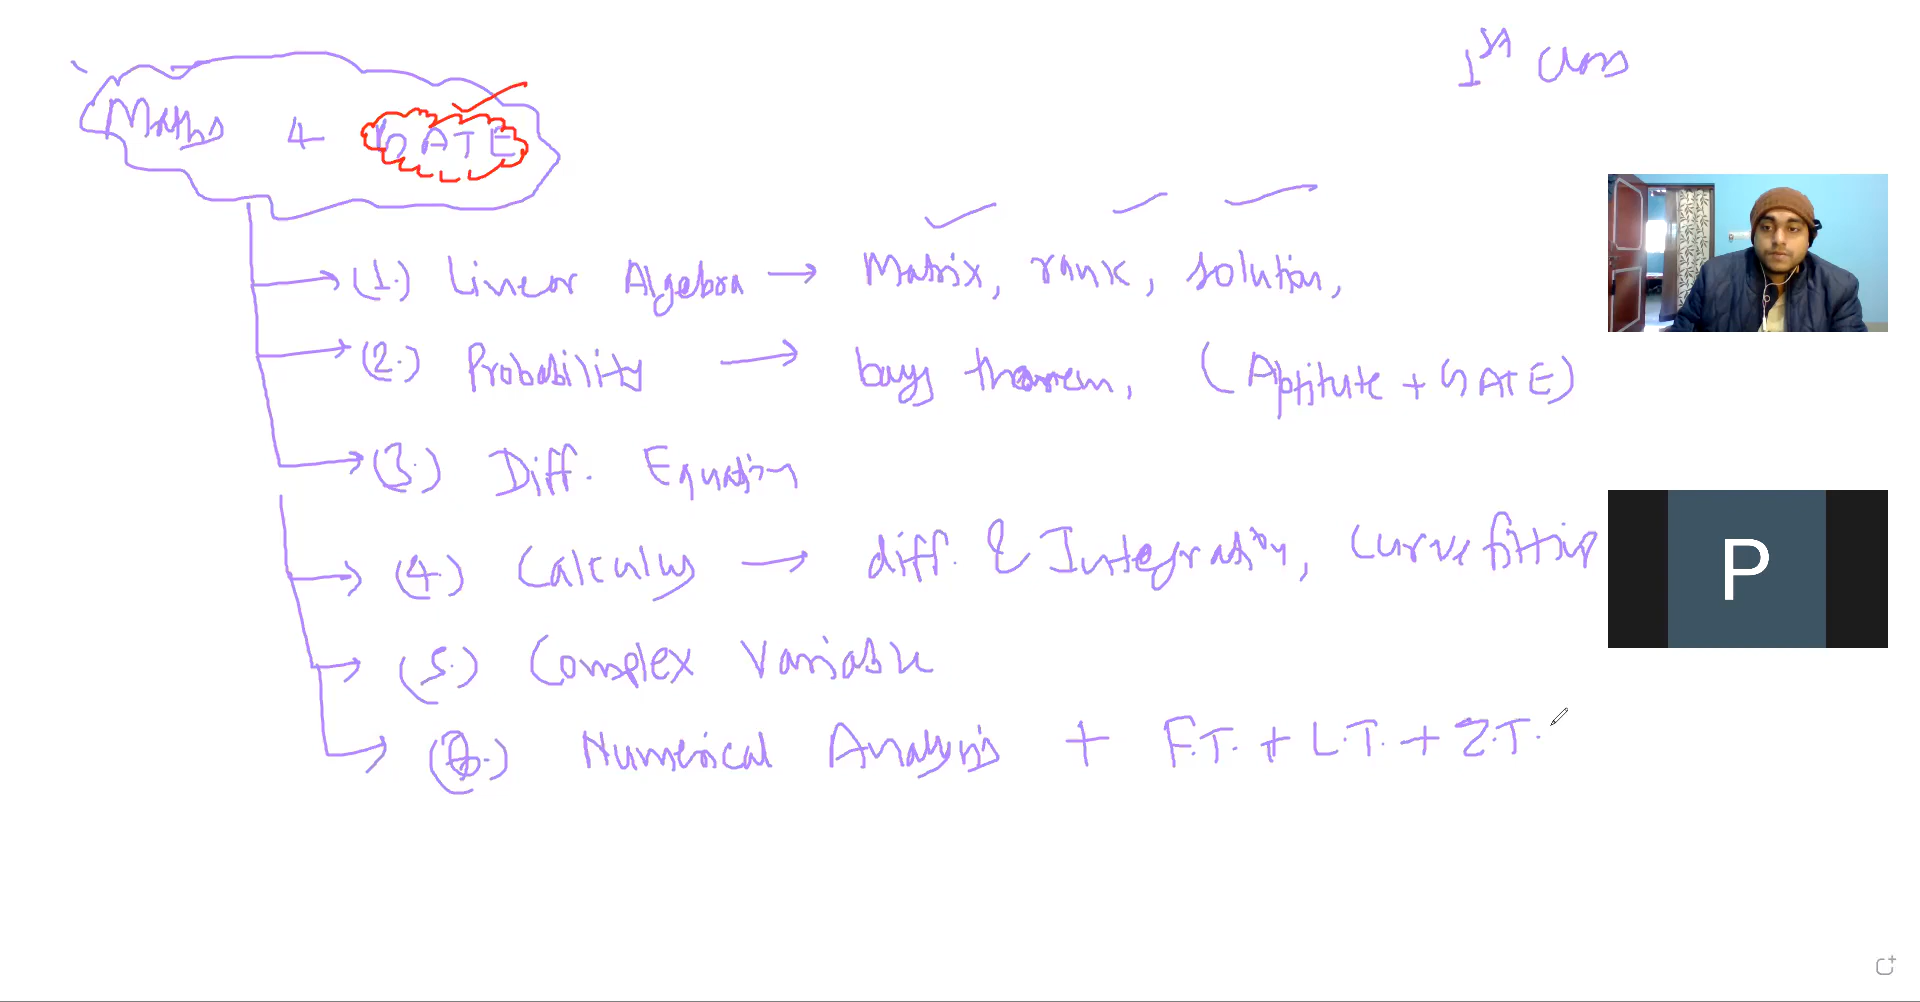 1st Class
Maths + GATE
(1.) Linear Algebra → Matrix, rank, solution,
(2.) Probability → bays theorem, (Aptitute + GATE)
(3.) Diff. Equation
(4.) Calculus → diff. & Integration, Curve fitting
P
(5.) Complex Variable
(6.) Numerical Analysis + F.T. + L.T. + Z.T.